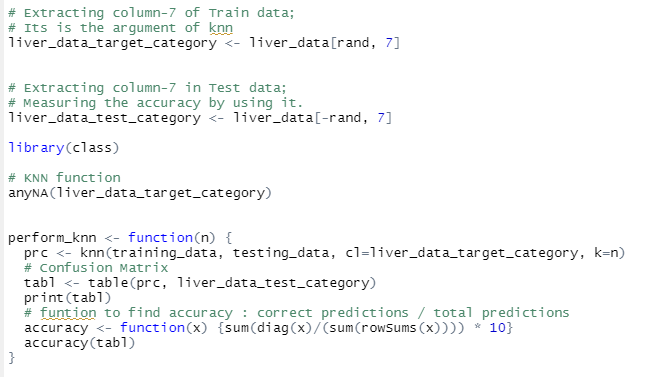 # Extracting column-7 of Train data;
# Its is the argument of knn
liver_data_target_category <- liver_data[rand, 7]
# Extracting column-7 in Test data;
# Measuring the accuracy by using it.
liver_data_test_category <- liver_data[-rand, 7]
library(class)
# KNN function
anyNA(liver_data_target_category)
perform_knn <- function(n) {
  prc <- knn(training_data, testing_data, cl=liver_data_target_category, k=n)
  # Confusion Matrix
  tabl <- table(prc, liver_data_test_category)
  print(tabl)
  # funtion to find accuracy : correct predictions / total predictions
  accuracy <- function(x) {sum(diag(x)/(sum(rowSums(x)))) * 10}
  accuracy(tabl)
}